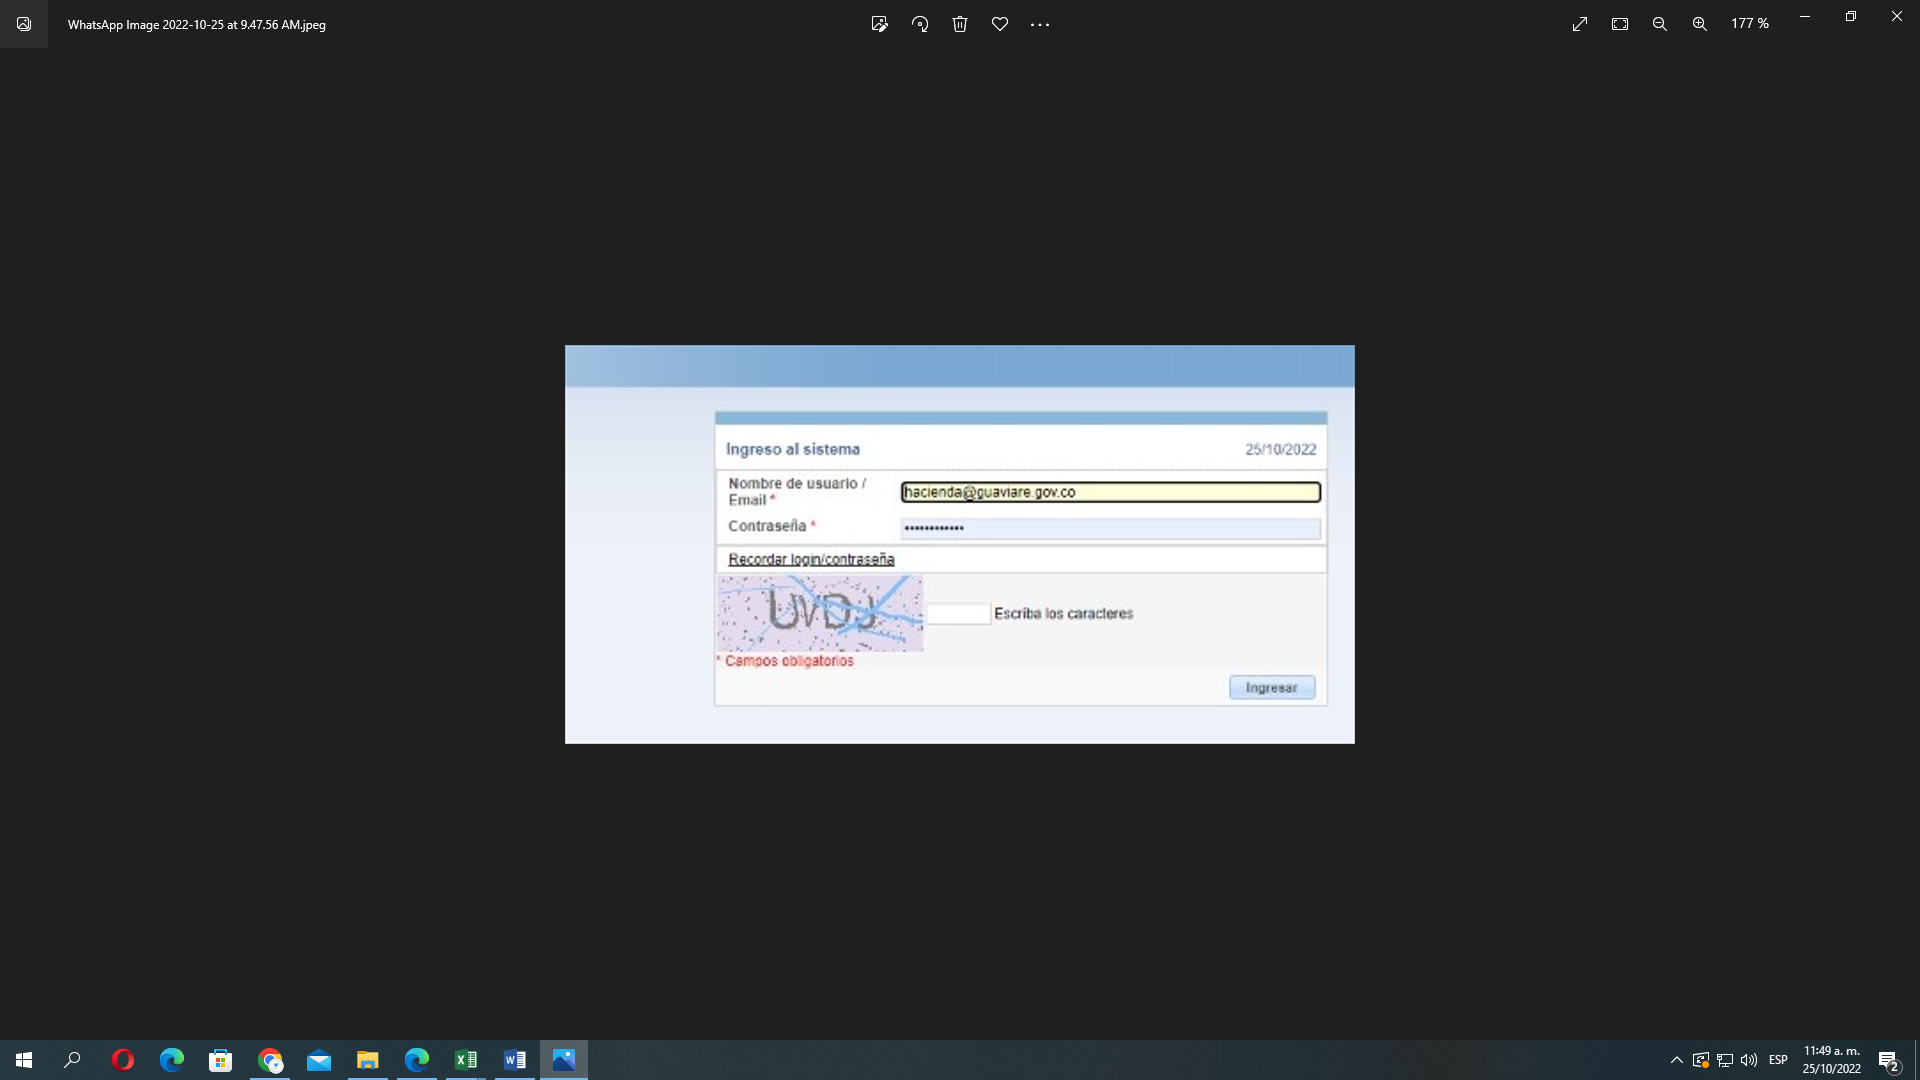 WhatsApp Image 2022-10-25 at 9.47.56 AM.jpeg
177 %
Ingreso al sistema
25/10/2022
Nombre de usuario /
Email *
hacienda@guaviare.gov.co
Contraseña *
••••••••••••
Recordar login/contraseña
UVDJ
Escriba los caracteres
* Campos obligatorios
Ingresar
ESP
11:49 a. m.
25/10/2022
2